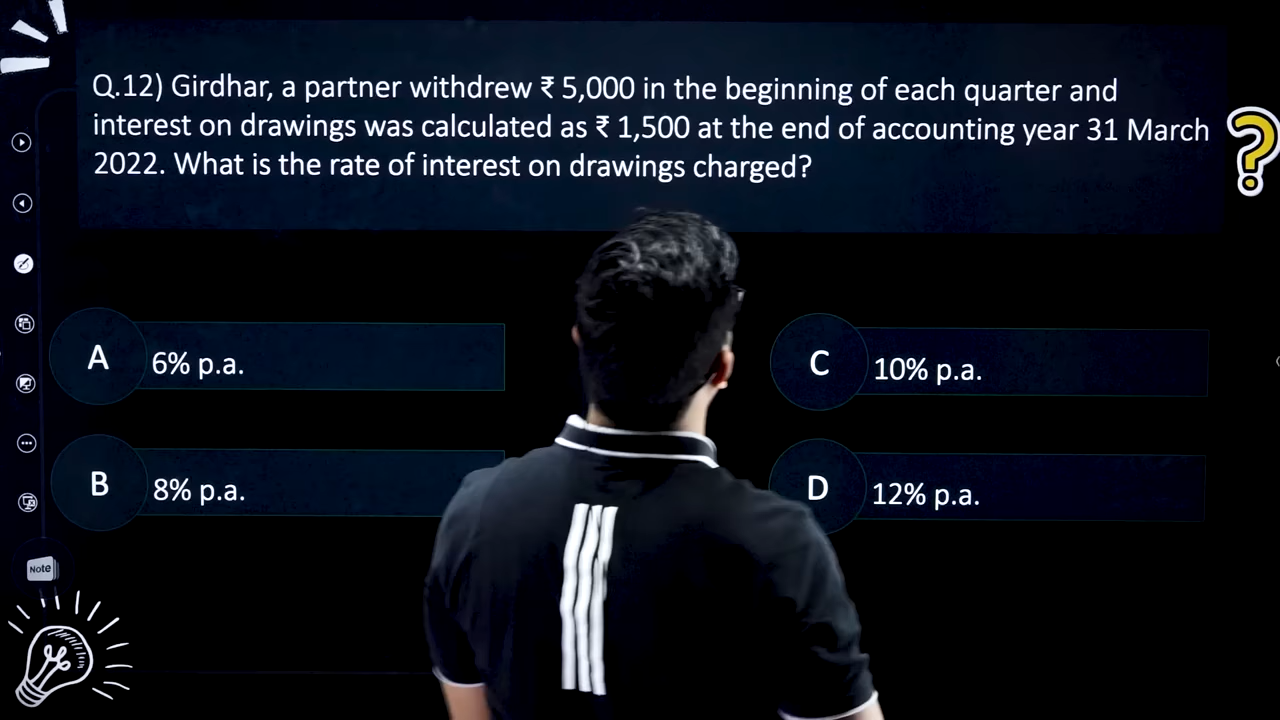 Q.12) Girdhar, a partner withdrew ₹ 5,000 in the beginning of each quarter and
interest on drawings was calculated as ₹ 1,500 at the end of accounting year 31 March
2022. What is the rate of interest on drawings charged?
?
A 6% p.a.
C 10% p.a.
B 8% p.a.
D 12% p.a.
Note